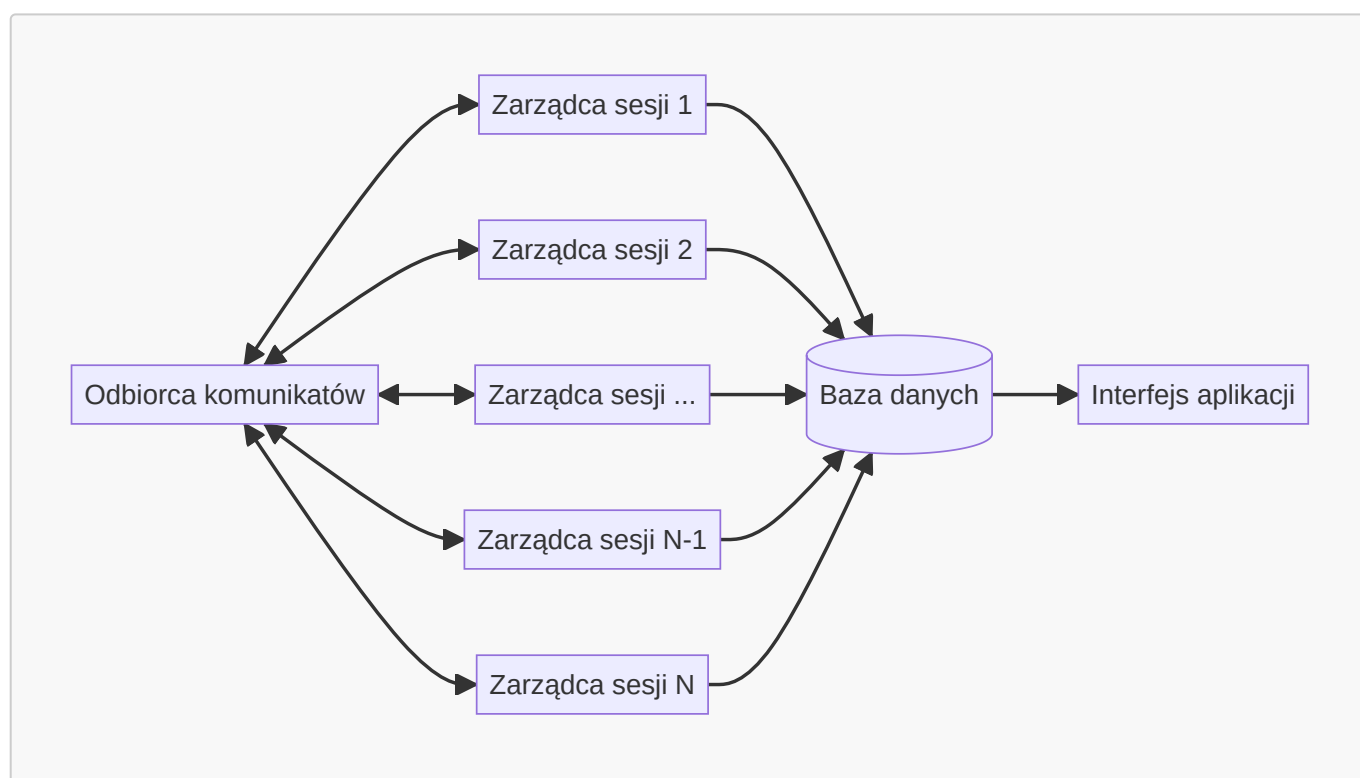 Zarządca sesji 1
Zarządca sesji 2
Odbiorca komunikatów
Zarządca sesji ...
Baza danych
Interfejs aplikacji
Zarządca sesji N-1
Zarządca sesji N